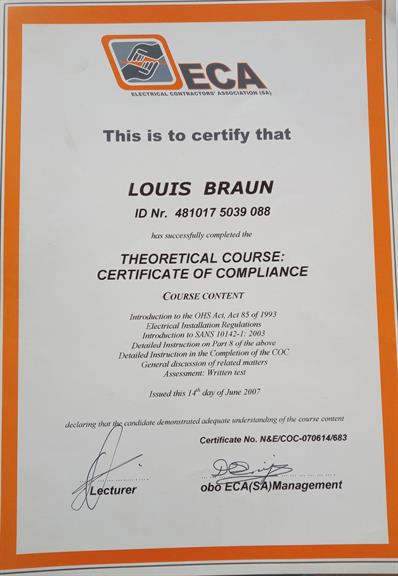 ECA
ELECTRICAL CONTRACTORS' ASSOCIATION (SA)
This is to certify that
LOUIS BRAUN
ID Nr. 481017 5039 088
has successfully completed the
THEORETICAL COURSE:
CERTIFICATE OF COMPLIANCE
COURSE CONTENT
Introduction to the OHS Act, Act 85 of 1993
Electrical Installation Regulations
Introduction to SANS 10142-1: 2003
Detailed Instruction on Part 8 of the above
Detailed Instruction in the Completion of the COC
General discussion of related matters
Assessment: Written test
Issued this 14th day of June 2007
declaring that the candidate demonstrated adequate understanding of the course content
Certificate No. N&E/COC-070614/683
Lecturer
obo ECA(SA)Management